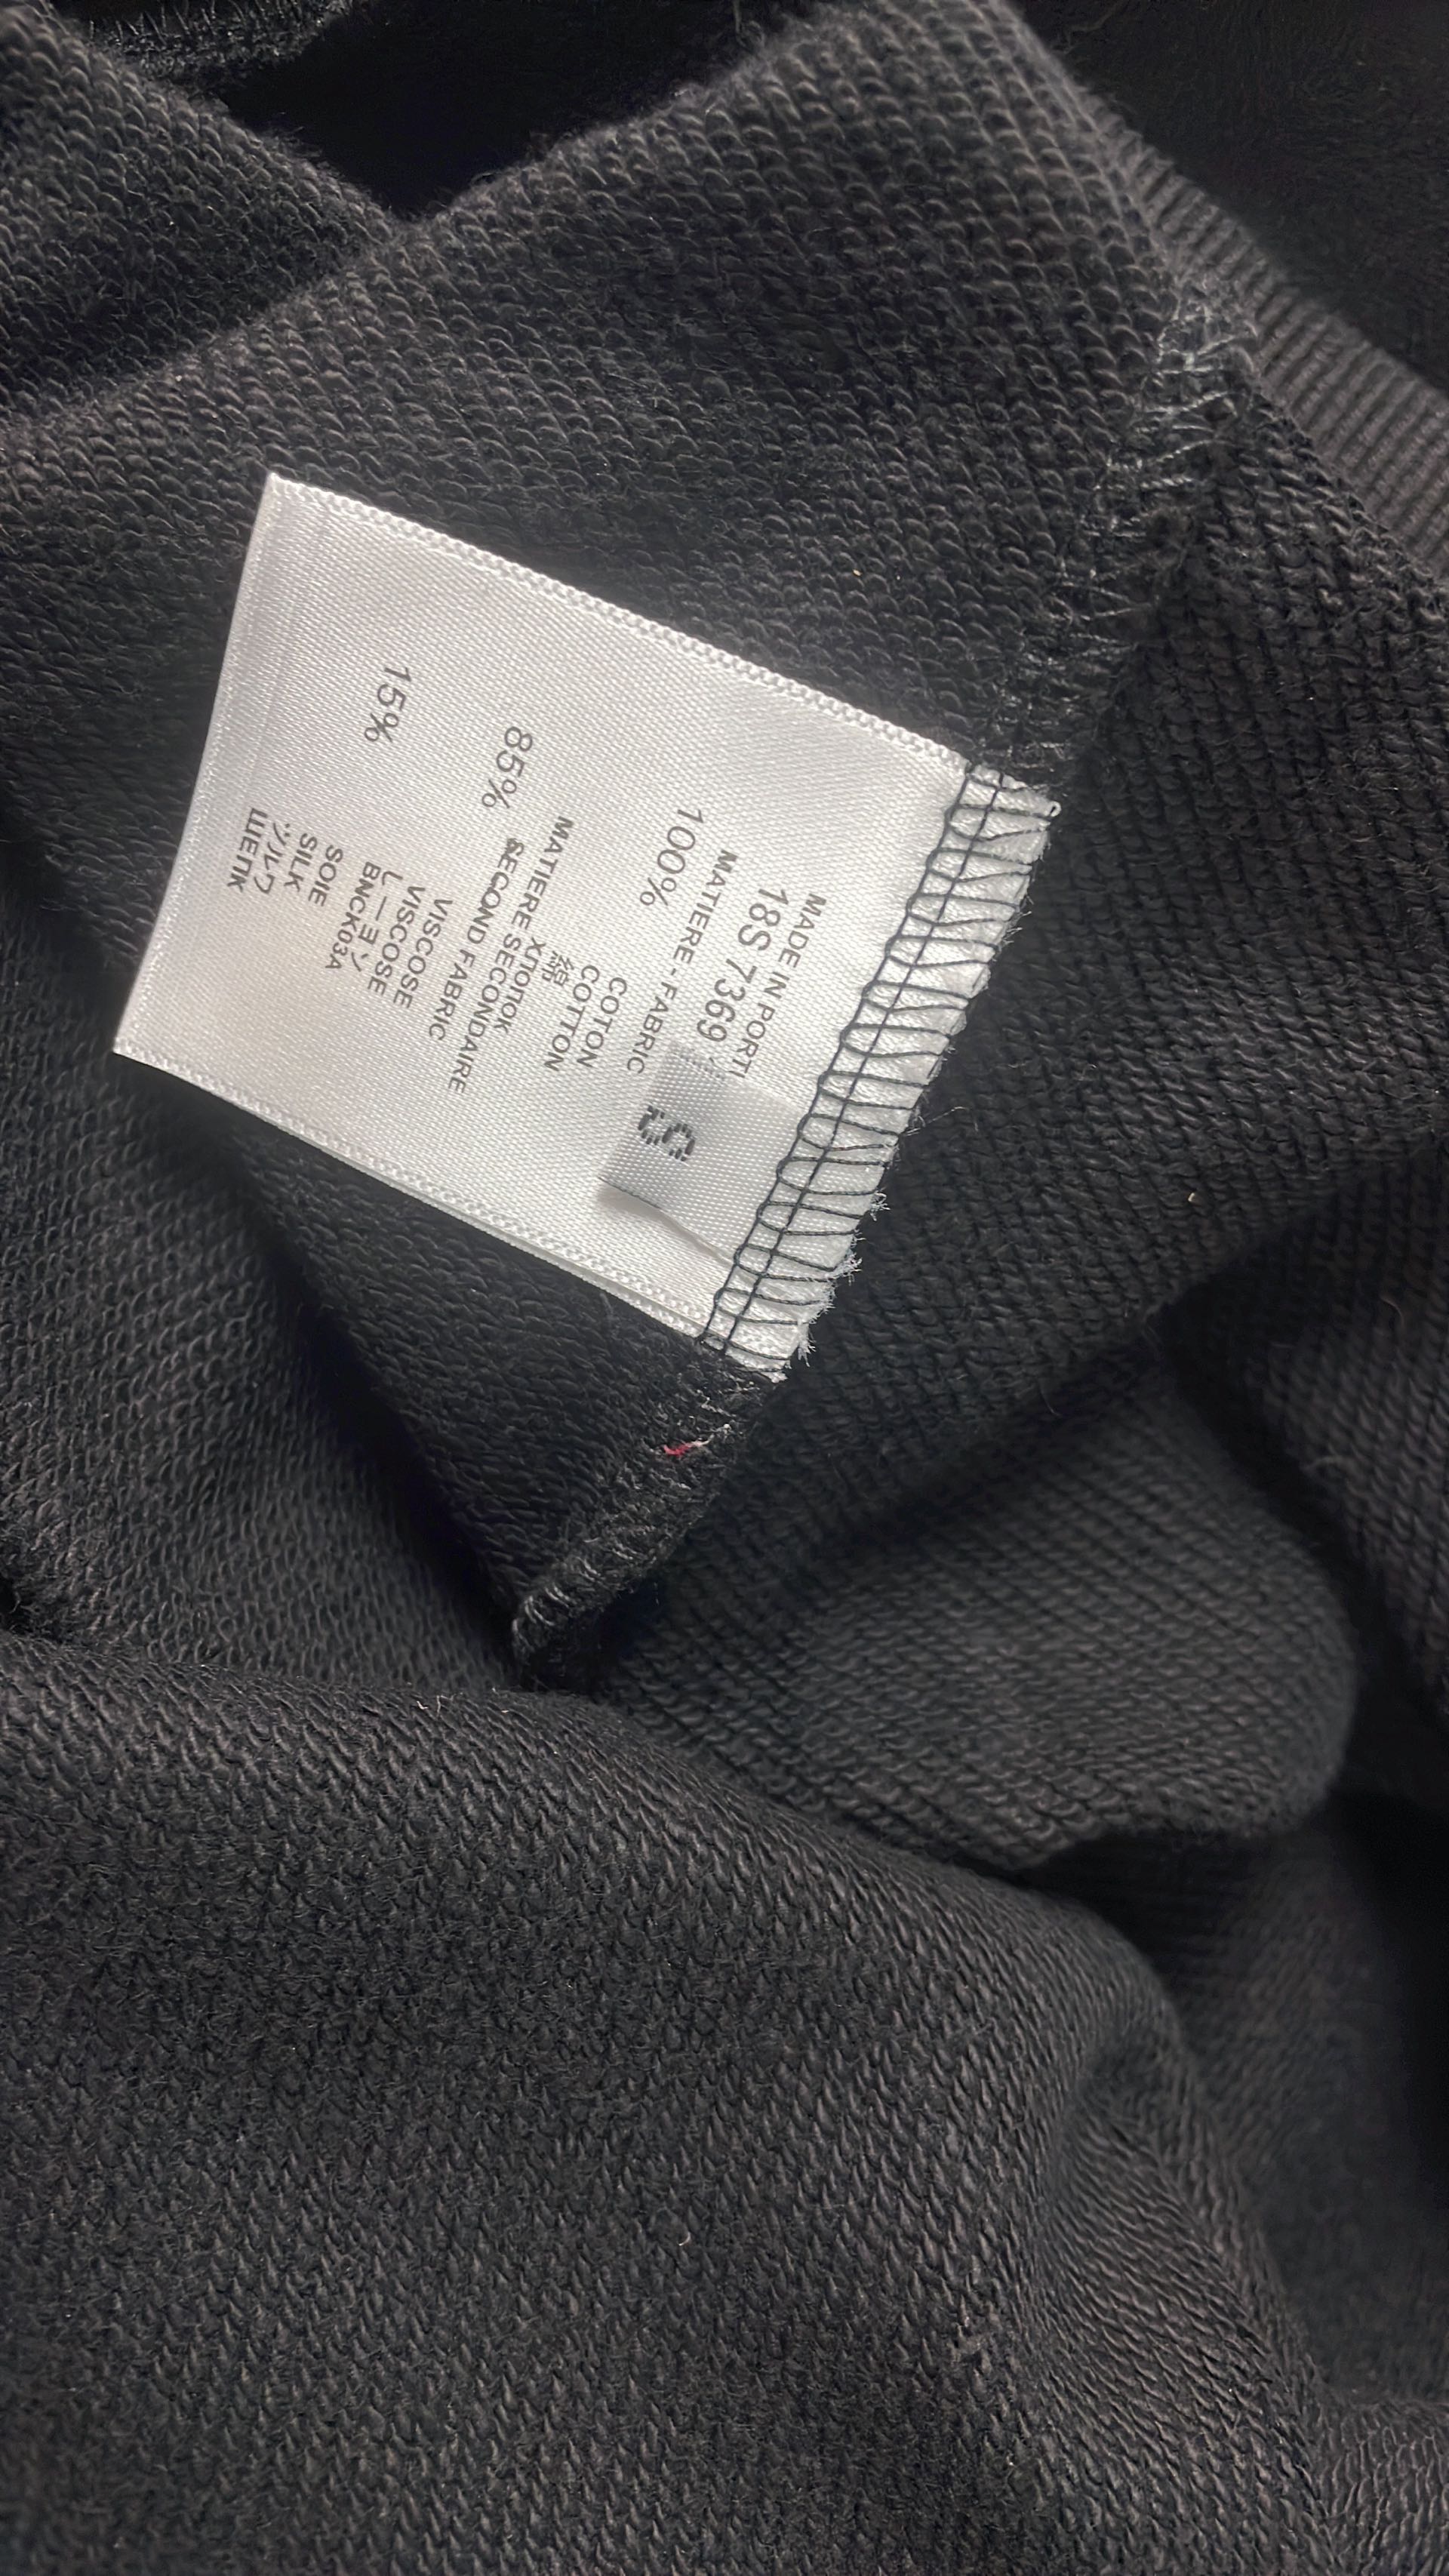 MADE IN PORT
18S 7369
MATIERE - FABRIC
100% COTON
COTTON
綿
ХЛОПОК
MATIERE SECONDAIRE
SECOND FABRIC
85% VISCOSE
VISCOSE
レーヨン
ВИСКОЗА
15% SOIE
SILK
シルク
ШЕЛК